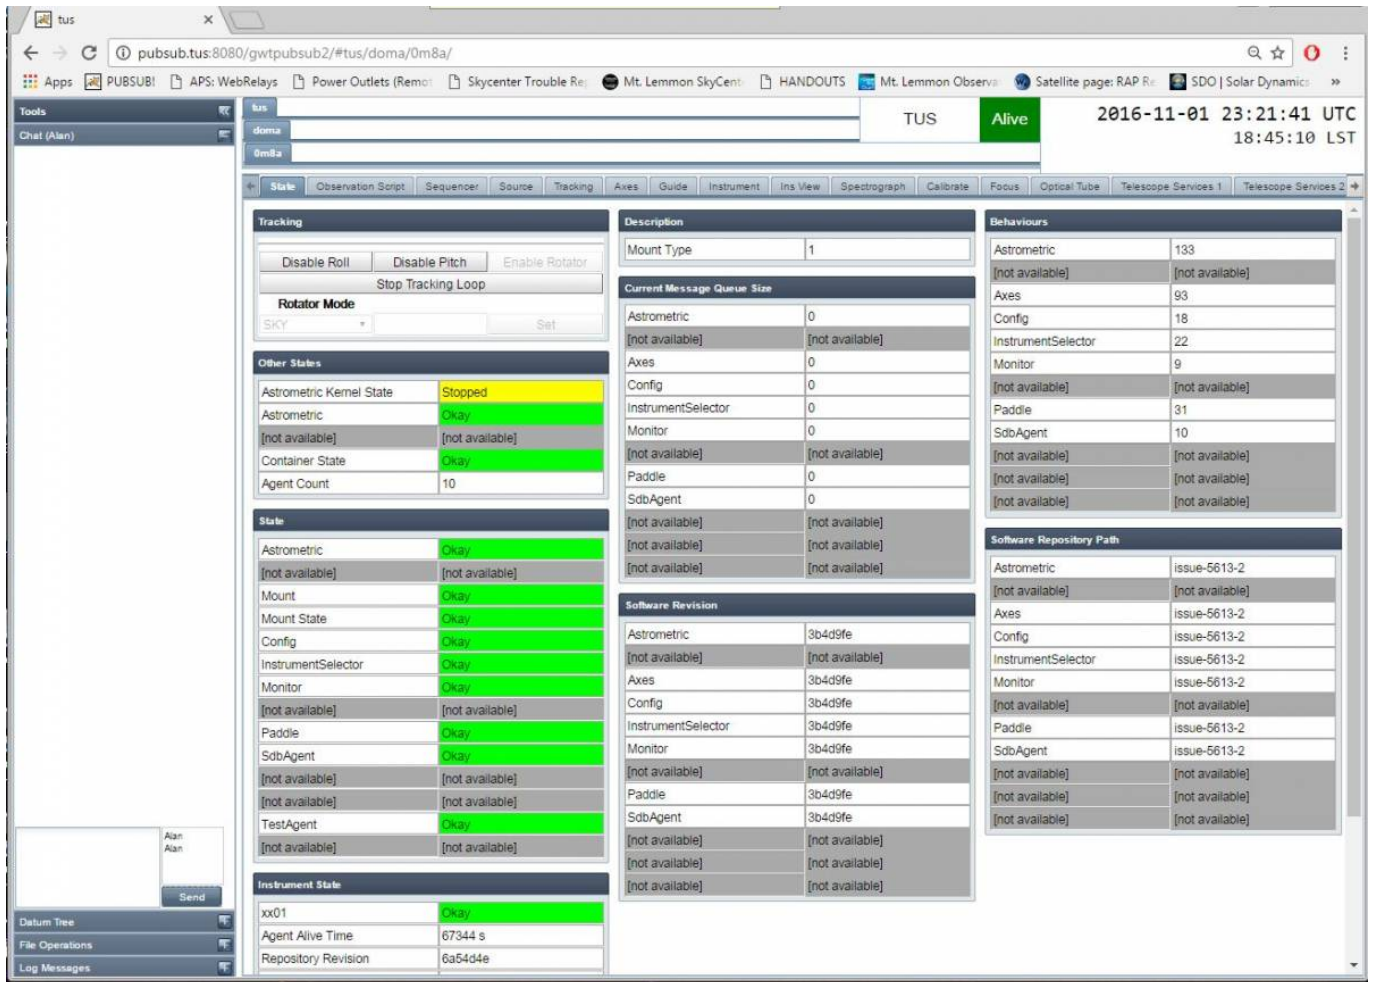 tus
pubsub.tus:8080/gwtpubsub2/#tus/doma/0m8a/
Apps PUBSUB! APS: WebRelays Power Outlets (Remot Skycenter Trouble Re Mt. Lemmon SkyCent HANDOUTS Mt. Lemmon Observa Satellite page: RAP R SDO | Solar Dynamics »
Tools
Chat (Alan)
tus
doma
0m8a
TUS
Alive
2016-11-01 23:21:41 UTC
18:45:10 LST
State Observation Script Sequencer Source Tracking Axes Guide Instrument Ins View Spectrograph Calibrate Focus Optical Tube Telescope Services 1 Telescope Services 2
Tracking
Disable Roll Disable Pitch Enable Rotator
Stop Tracking Loop
Rotator Mode
SKY Set
Other States
Astrometric Kernel State Stopped
Astrometric Okay
[not available] [not available]
Container State Okay
Agent Count 10
State
Astrometric Okay
[not available] [not available]
Mount Okay
Mount State Okay
Config Okay
InstrumentSelector Okay
Monitor Okay
[not available] [not available]
Paddle Okay
SdbAgent Okay
[not available] [not available]
[not available] [not available]
TestAgent Okay
[not available] [not available]
Instrument State
xx01 Okay
Agent Alive Time 67344 s
Repository Revision 6a54d4e
Description
Mount Type 1
Current Message Queue Size
Astrometric 0
[not available] [not available]
Axes 0
Config 0
InstrumentSelector 0
Monitor 0
[not available] [not available]
Paddle 0
SdbAgent 0
[not available] [not available]
[not available] [not available]
[not available] [not available]
Software Revision
Astrometric 3b4d9fe
[not available] [not available]
Axes 3b4d9fe
Config 3b4d9fe
InstrumentSelector 3b4d9fe
Monitor 3b4d9fe
[not available] [not available]
Paddle 3b4d9fe
SdbAgent 3b4d9fe
[not available] [not available]
[not available] [not available]
[not available] [not available]
Behaviours
Astrometric 133
[not available] [not available]
Axes 93
Config 18
InstrumentSelector 22
Monitor 9
[not available] [not available]
Paddle 31
SdbAgent 10
[not available] [not available]
[not available] [not available]
[not available] [not available]
Software Repository Path
Astrometric issue-5613-2
[not available] [not available]
Axes issue-5613-2
Config issue-5613-2
InstrumentSelector issue-5613-2
Monitor issue-5613-2
[not available] [not available]
Paddle issue-5613-2
SdbAgent issue-5613-2
[not available] [not available]
[not available] [not available]
[not available] [not available]
Alan
Alan
Send
Datum Tree
File Operations
Log Messages